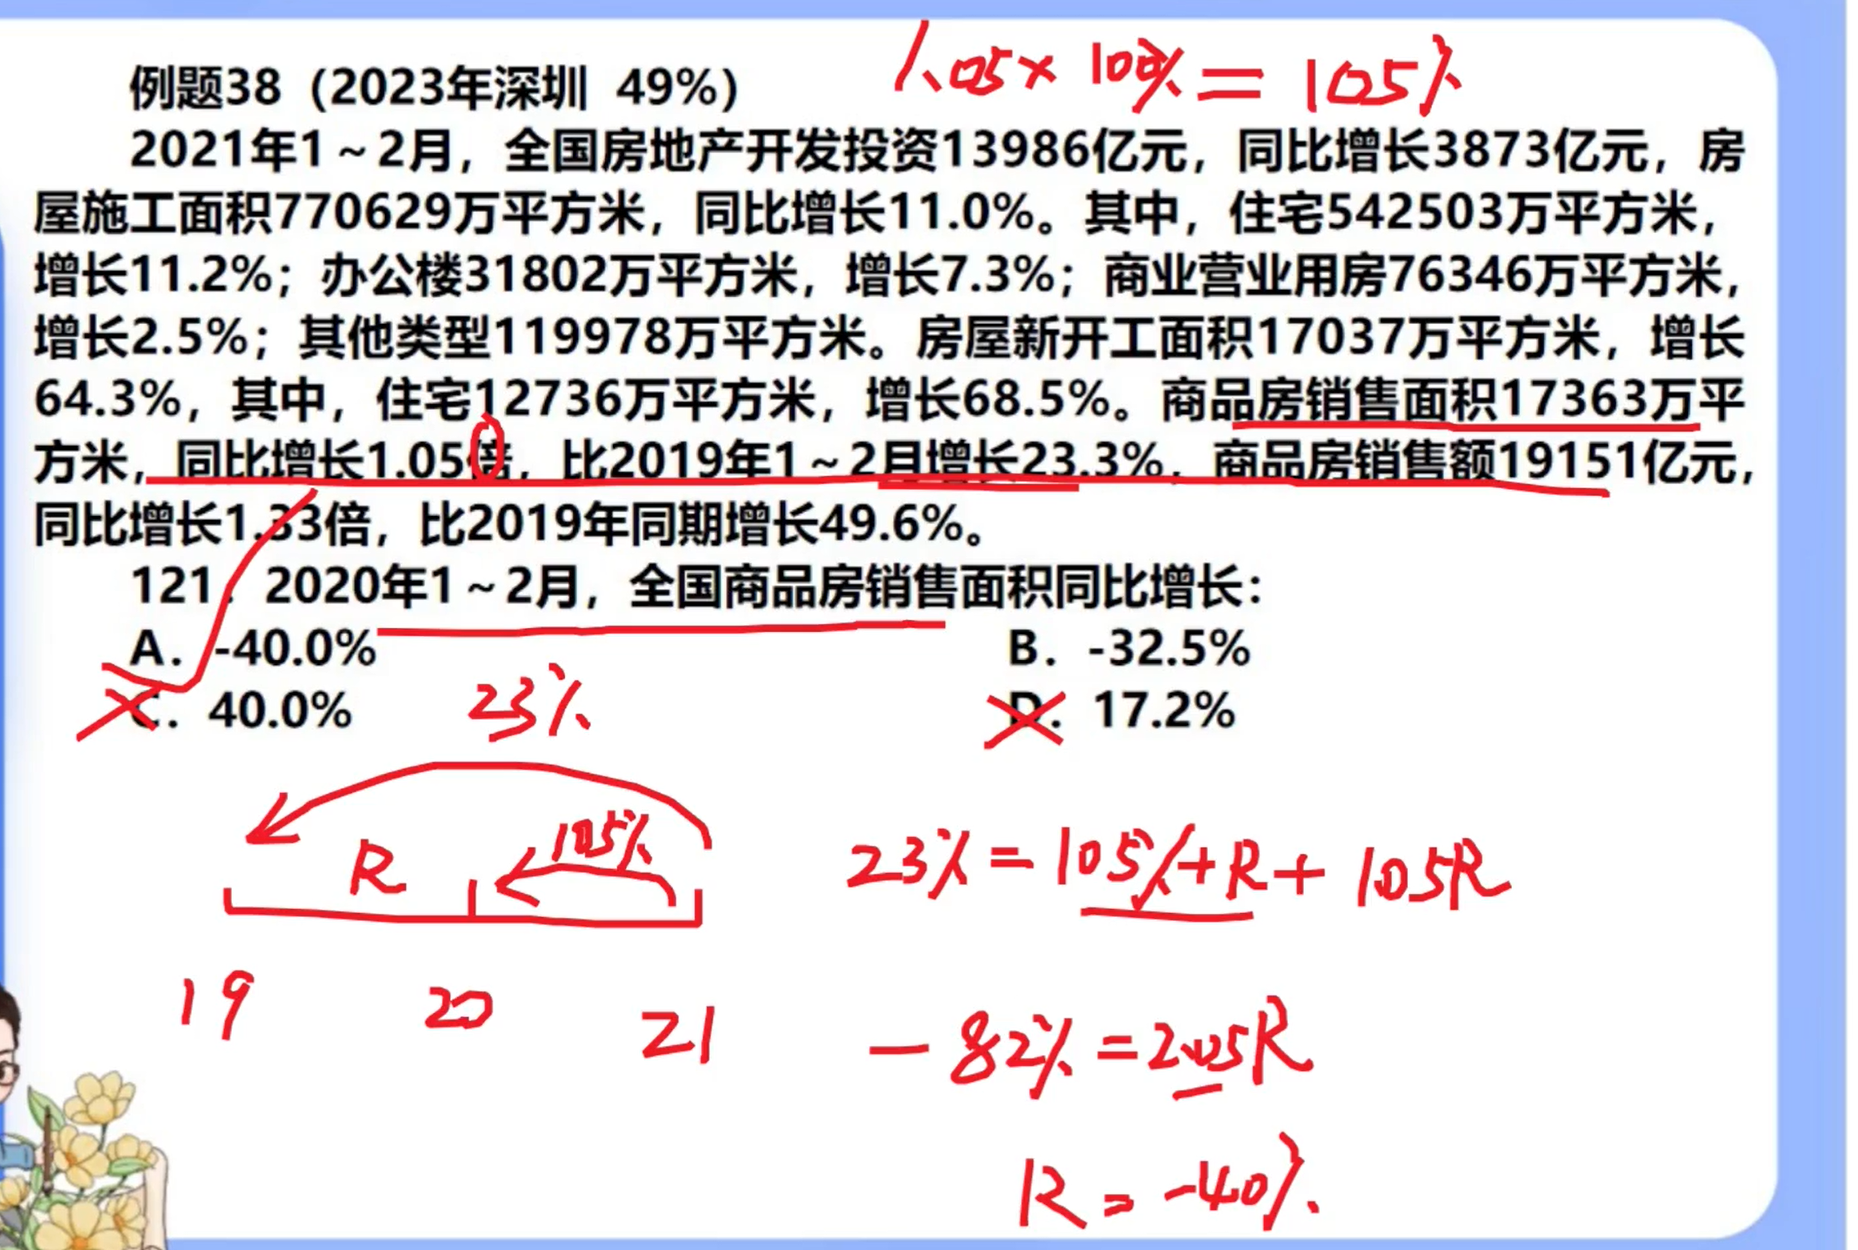 1.05×100%=105%
例题38（2023年深圳 49%）
2021年1～2月，全国房地产开发投资13986亿元，同比增长3873亿元，房
屋施工面积770629万平方米，同比增长11.0%。其中，住宅542503万平方米，
增长11.2%；办公楼31802万平方米，增长7.3%；商业营业用房76346万平方米，
增长2.5%；其他类型119978万平方米。房屋新开工面积17037万平方米，增长
64.3%，其中，住宅12736万平方米，增长68.5%。商品房销售面积17363万平
方米，同比增长1.05倍，比2019年1～2月增长23.3%，商品房销售额19151亿元，
同比增长1.33倍，比2019年同期增长49.6%。
121．2020年1～2月，全国商品房销售面积同比增长：
A．-40.0%
B．-32.5%
C．40.0%
D．17.2%
23%
R
105%
19
20
21
23%=105%+R+1.05R
-82%=2.05R
R=-40%.